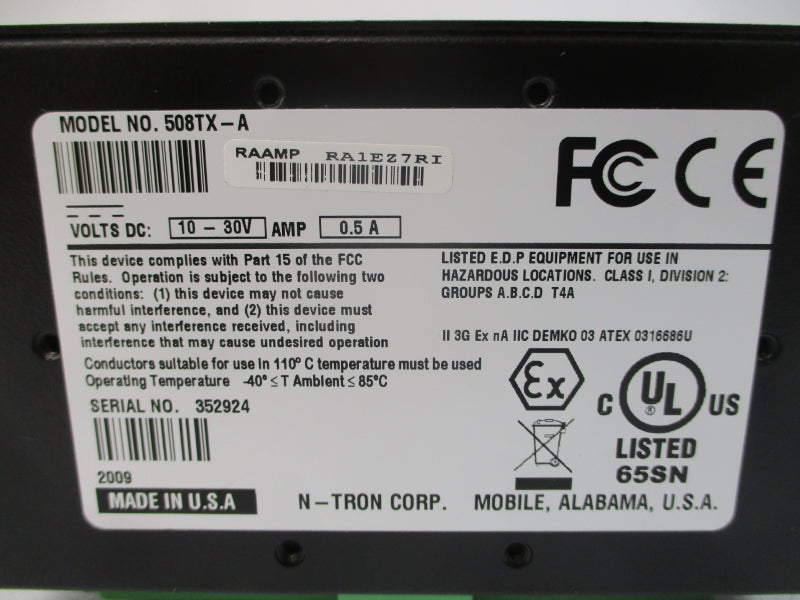 MODEL NO. 508TX-A
RAAMP RA1EZ7RI
FC CE
VOLTS DC: 10 - 30V AMP 0.5 A
This device complies with Part 15 of the FCC
Rules. Operation is subject to the following two
conditions: (1) this device may not cause
harmful interference, and (2) this device must
accept any interference received, including
interference that may cause undesired operation
LISTED E.D.P EQUIPMENT FOR USE IN
HAZARDOUS LOCATIONS. CLASS I, DIVISION 2:
GROUPS A.B.C.D T4A
II 3G Ex nA IIC DEMKO 03 ATEX 0316686U
Conductors suitable for use in 110° C temperature must be used
Operating Temperature -40° ≤ T Ambient ≤ 85°C
Ex
C UL ® US
LISTED
65SN
SERIAL NO. 352924
2009
MADE IN U.S.A
N-TRON CORP. MOBILE, ALABAMA, U.S.A.